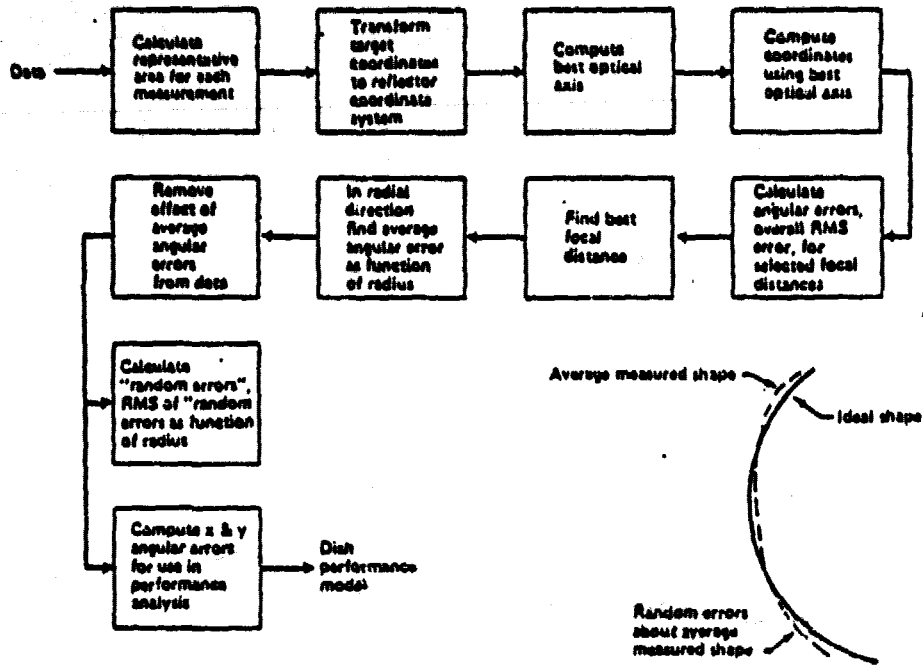 Data
Calculate
representative
area for each
measurement
Transform
target
coordinates
to reflector
coordinate
system
Compute
best optical
axis
Compute
coordinates
using best
optical axis
Calculate
angular errors,
overall RMS
error, for
selected focal
distances
Find best
focal
distance
In radial
direction
find average
angular error
as function
of radius
Remove
effect of
average
angular
errors
from data
Calculate
"random errors",
RMS of "random
errors as function
of radius
Compute x & y
angular errors
for use in
performance
analysis
Dish
performance
model
Average measured shape
Ideal shape
Random errors
about average
measured shape